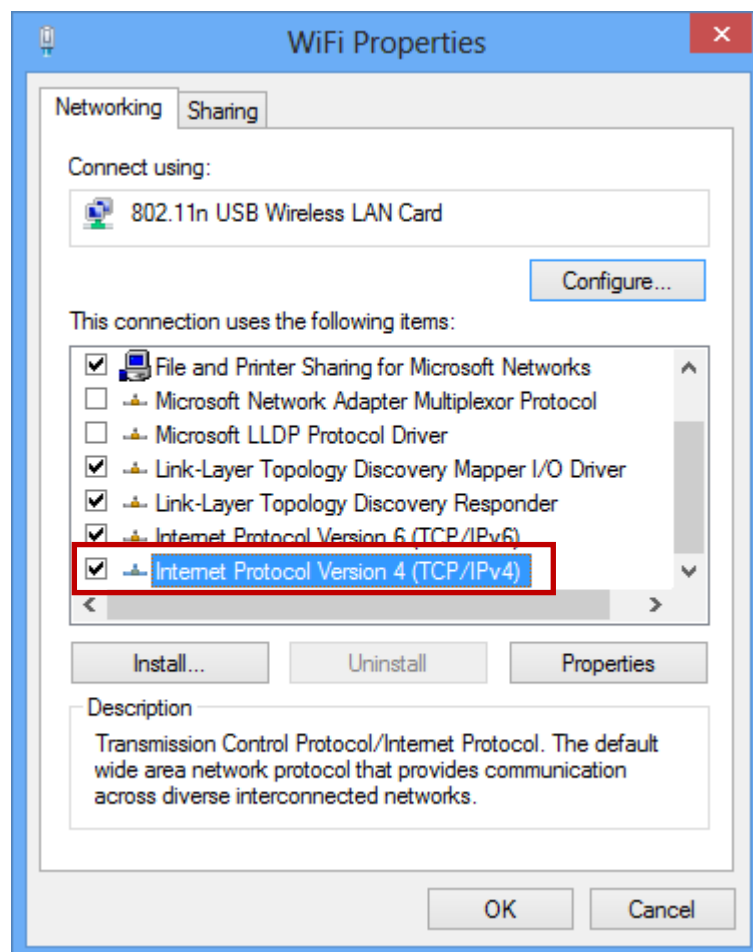 WiFi Properties
Networking
Sharing
Connect using:
802.11n USB Wireless LAN Card
Configure...
This connection uses the following items:
File and Printer Sharing for Microsoft Networks
Microsoft Network Adapter Multiplexor Protocol
Microsoft LLDP Protocol Driver
Link-Layer Topology Discovery Mapper I/O Driver
Link-Layer Topology Discovery Responder
Internet Protocol Version 6 (TCP/IPv6)
Internet Protocol Version 4 (TCP/IPv4)
Install...
Uninstall
Properties
Description
Transmission Control Protocol/Internet Protocol. The default
wide area network protocol that provides communication
across diverse interconnected networks.
OK
Cancel